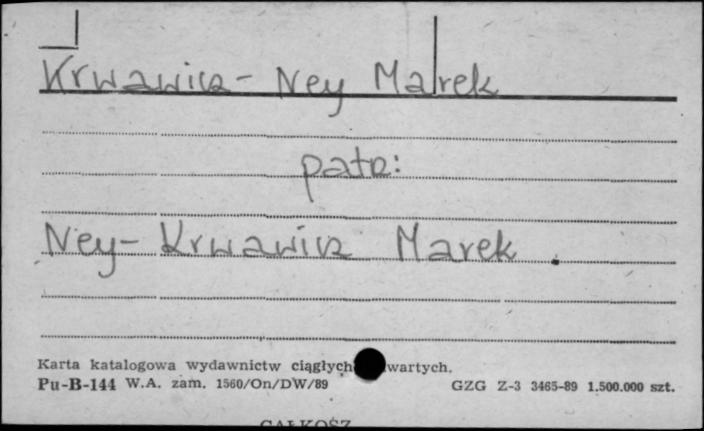 Krwawicz - Ney Marek
patrz:
Ney - Krwawicz Marek .
Karta katalogowa wydawnictw ciągłych wartych.
Pu-B-144 W.A. zam. 1560/On/DW/89 GZG Z-3 3465-89 1.500.000 szt.